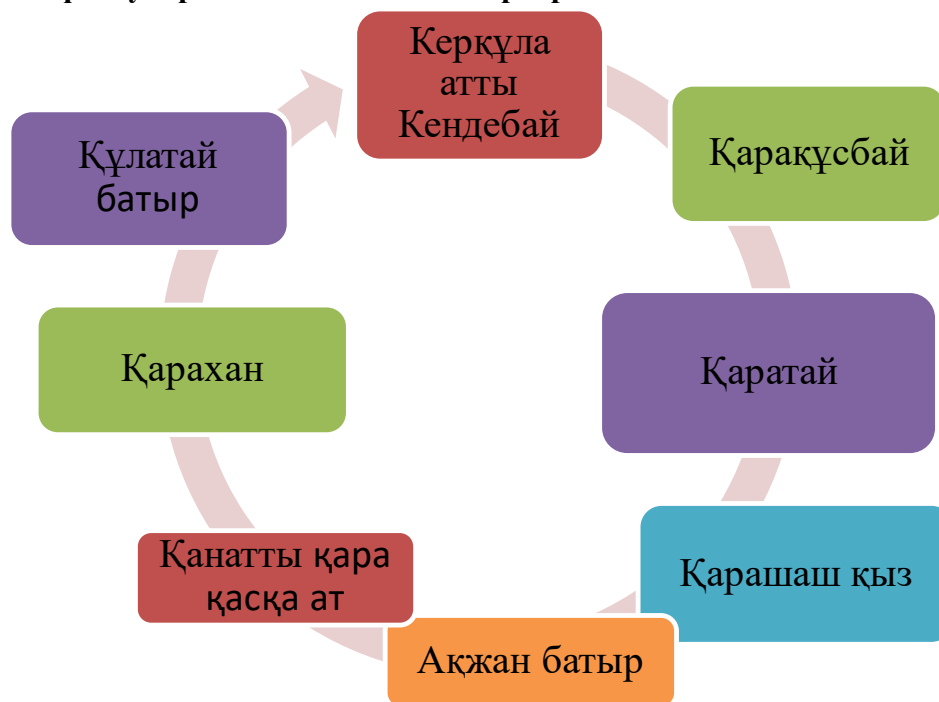 Керқұла
атты
Кендебай
Қарақұсбай
Қаратай
Қарашаш қыз
Ақжан батыр
Қанатты қара
қасқа ат
Қарахан
Құлатай
батыр